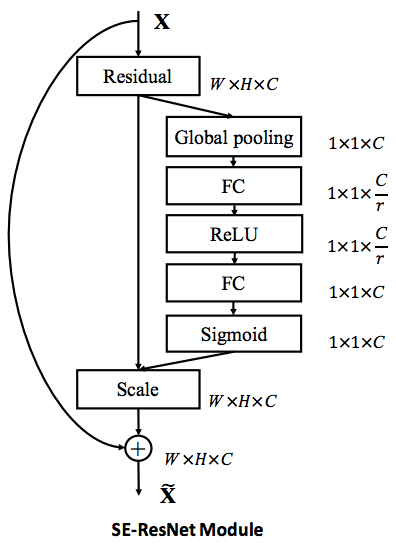 X
Residual
W×H×C
Global pooling
1×1×C
FC
1×1×C/r
ReLU
1×1×C/r
FC
1×1×C
Sigmoid
1×1×C
Scale
W×H×C
+
W×H×C
X̃
SE-ResNet Module